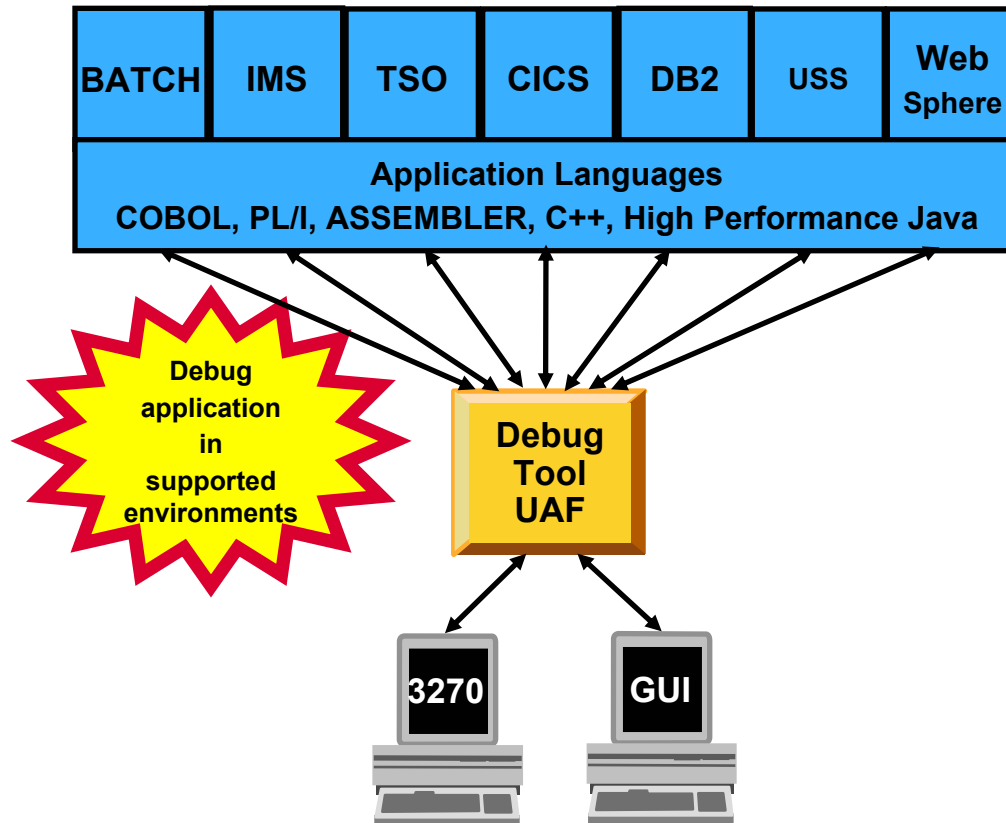 BATCH
IMS
TSO
CICS
DB2
USS
Web
Sphere
Application Languages
COBOL, PL/I, ASSEMBLER, C++, High Performance Java
Debug
application
in
supported
environments
Debug
Tool
UAF
3270
GUI